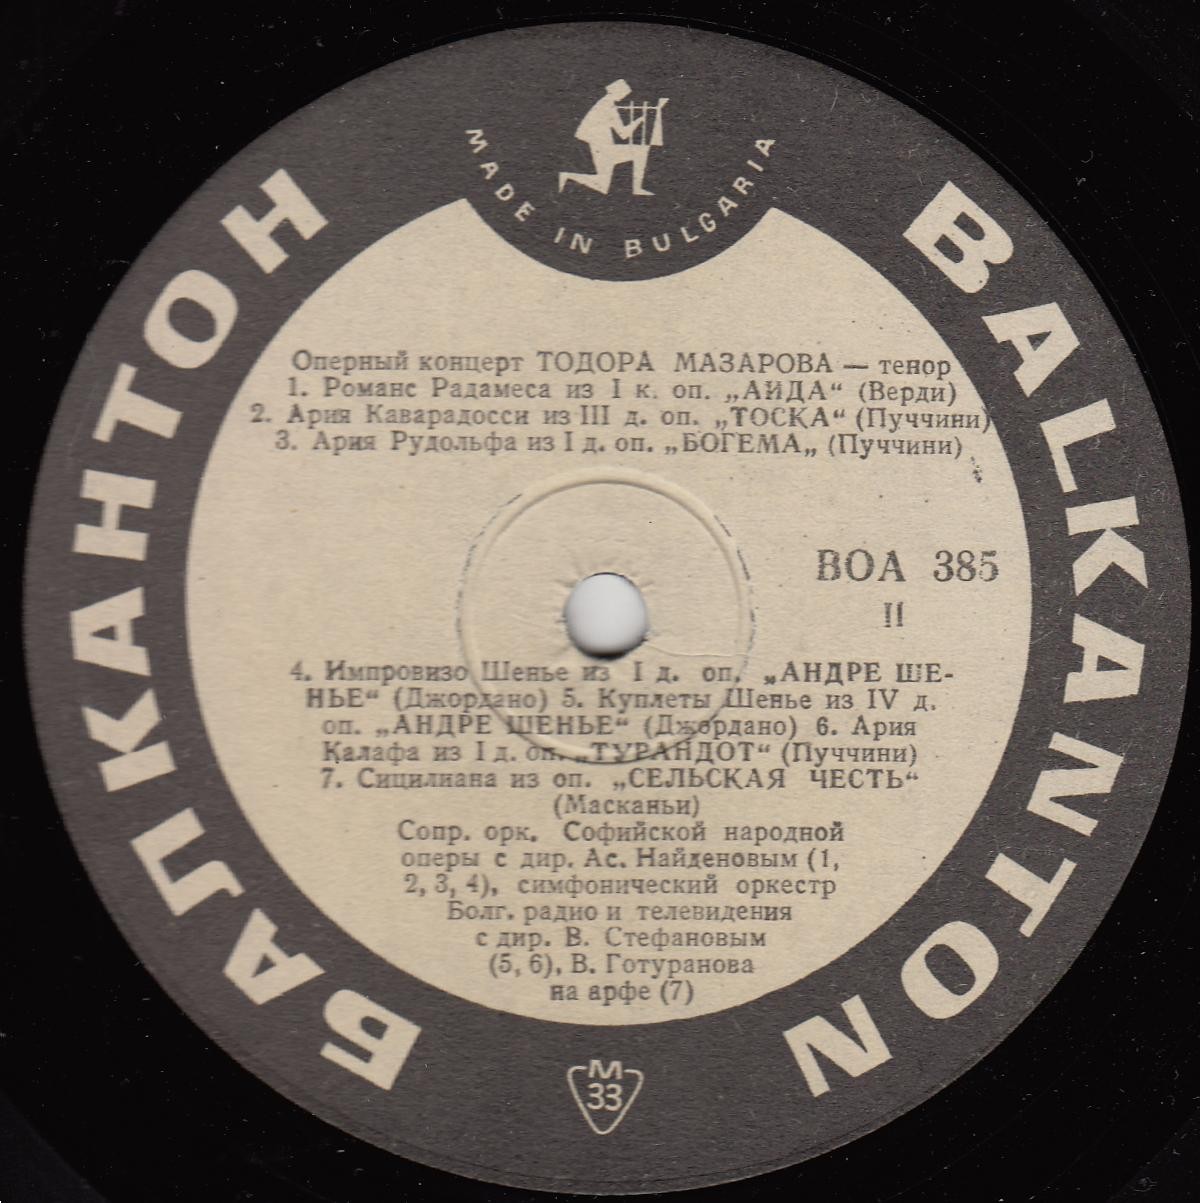 MADE IN BULGARIA
БАЛКАНТОН
BALKANTON
Оперный концерт ТОДОРА МАЗАРОВА — тенор
1. Романс Радамеса из I к. оп. „АИДА“ (Верди)
2. Ария Каварадосси из III д. оп. „ТОСКА“ (Пуччини)
3. Ария Рудольфа из I д. оп. „БОГЕМА„ (Пуччини)
ВОА 385
II
4. Импровизо Шенье из I д. оп. „АНДРЕ ШЕ-
НЬЕ“ (Джордано) 5. Куплеты Шенье из IV д.
оп. „АНДРЕ ШЕНЬЕ“ (Джордано) 6. Ария
Калафа из I д. оп. „ТУРАНДОТ“ (Пуччини)
7. Сицилиана из оп. „СЕЛЬСКАЯ ЧЕСТЬ“
(Масканьи)
Сопр. орк. Софийской народной
оперы с дир. Ас. Найденовым (1,
2, 3, 4), симфонический оркестр
Болг. радио и телевидения
с дир. В. Стефановым
(5, 6), В. Готуранова
на арфе (7)
М
33